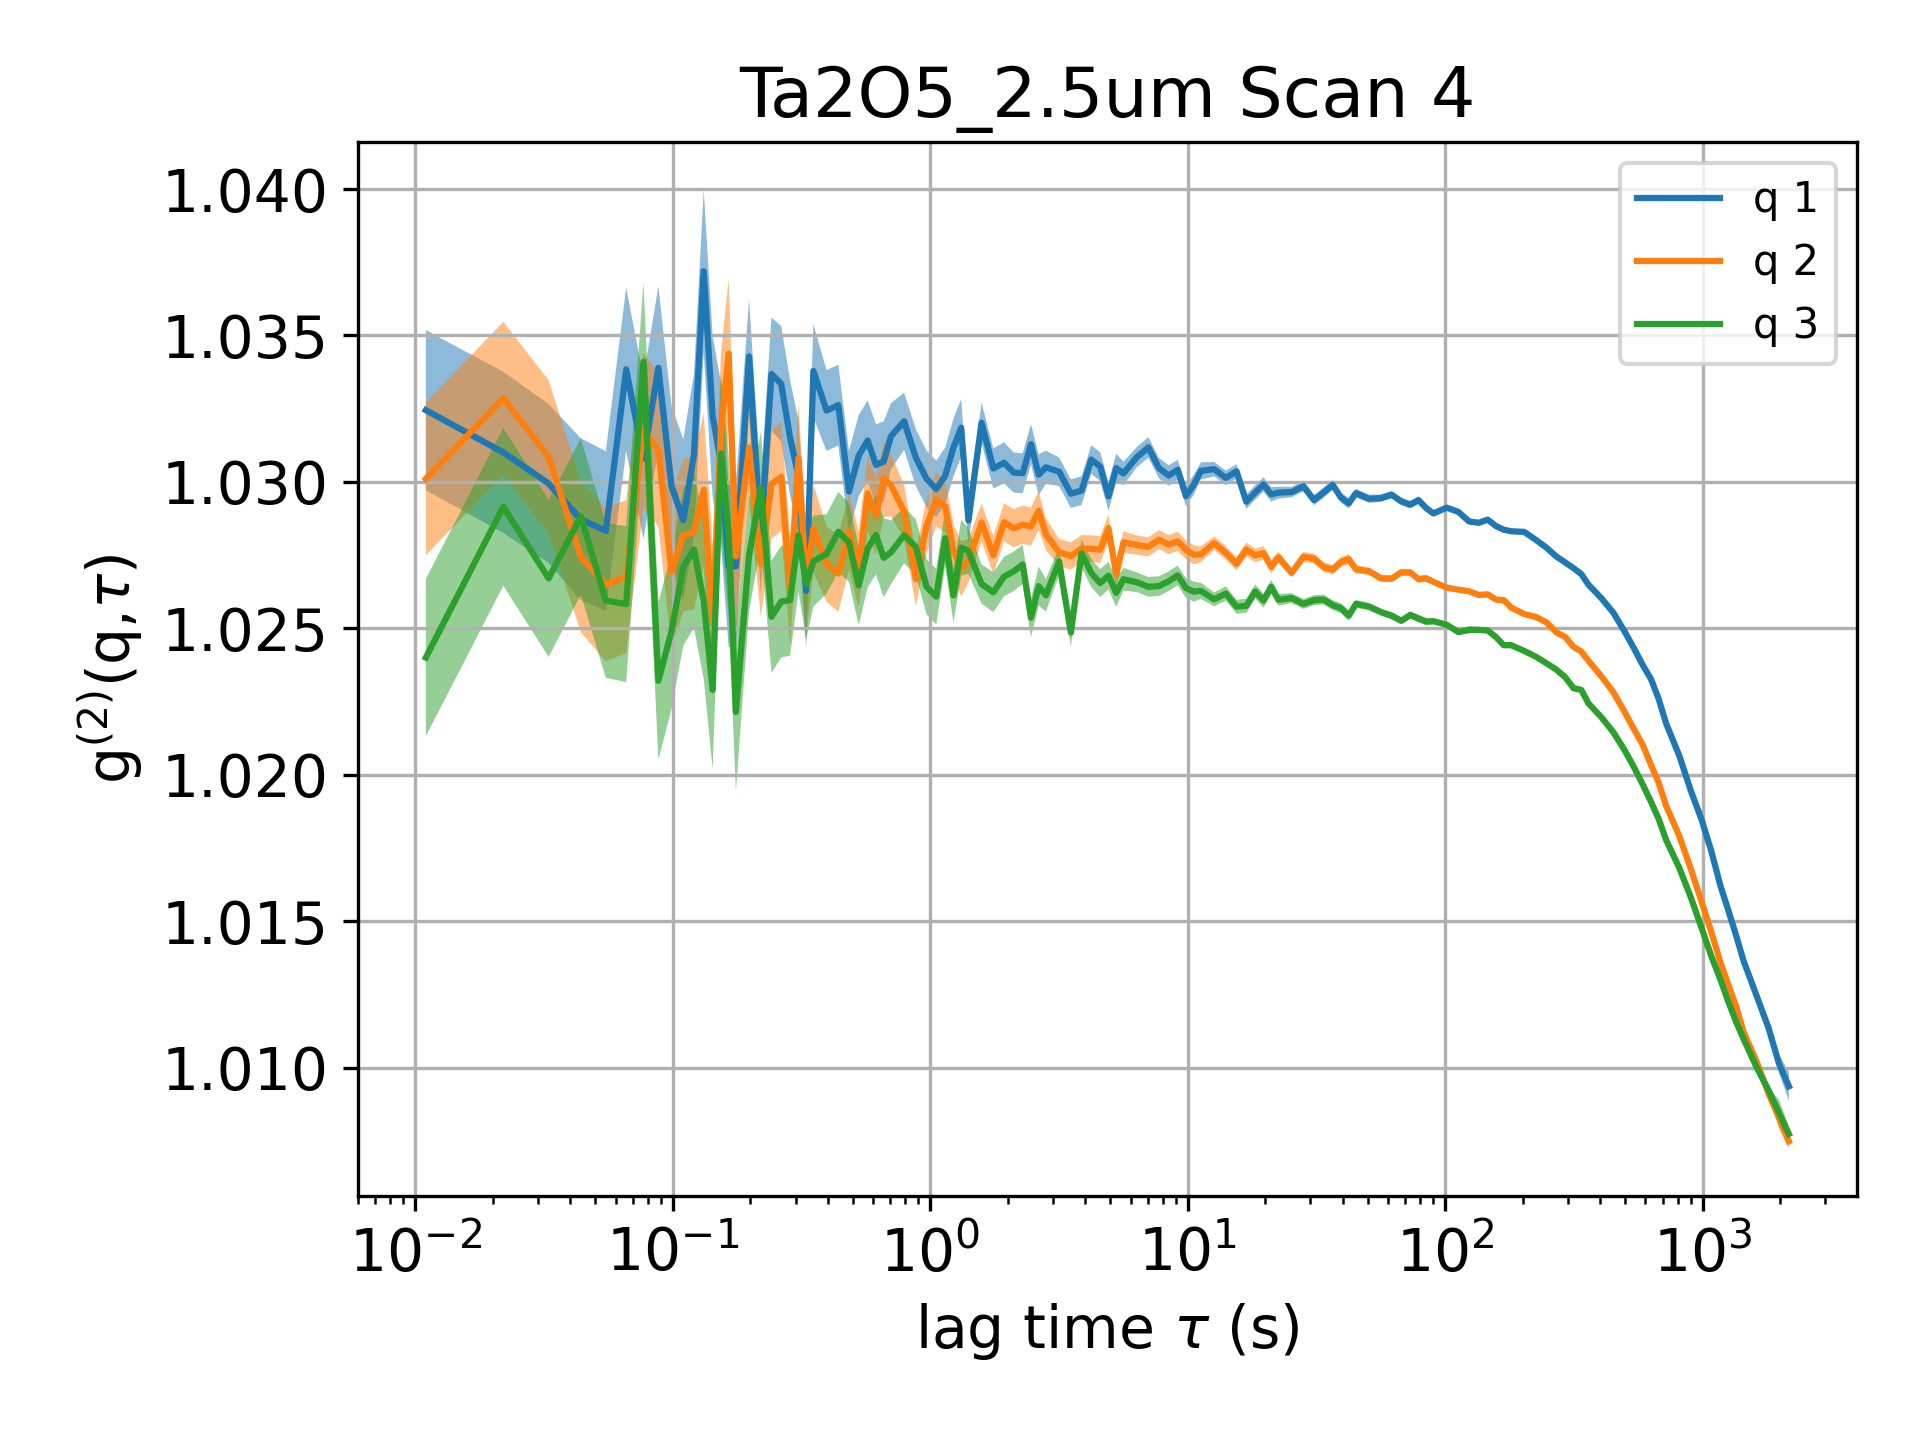 Ta2O5_2.5um Scan 4
q 1
q 2
q 3
1.040
1.035
1.030
1.025
1.020
1.015
1.010
g⁽²⁾(q,τ)
10⁻² 10⁻¹ 10⁰ 10¹ 10² 10³
lag time τ (s)